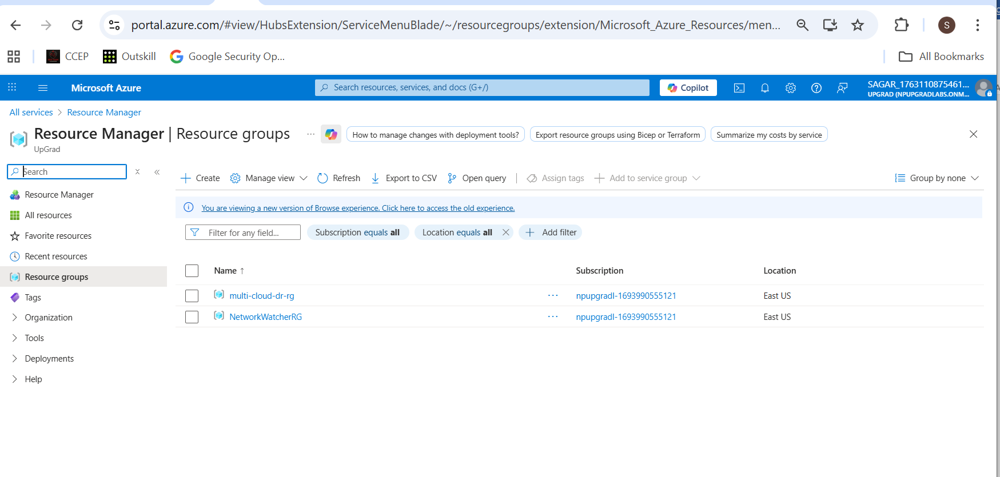 portal.azure.com/#view/HubsExtension/ServiceMenuBlade/~/resourcegroups/extension/Microsoft_Azure_Resources/men...
S
CCEP
Outskill
Google Security Op...
All Bookmarks
Microsoft Azure
Search resources, services, and docs (G+/)
Copilot
SAGAR_1763110875461...
UPGRAD (NPUPGRADLABS.ONM...
All services > Resource Manager
Resource Manager | Resource groups
...
How to manage changes with deployment tools?
Export resource groups using Bicep or Terraform
Summarize my costs by service
UpGrad
Search
Create
Manage view
Refresh
Export to CSV
Open query
Assign tags
Add to service group
Group by none
Resource Manager
All resources
Favorite resources
Recent resources
Resource groups
Tags
Organization
Tools
Deployments
Help
You are viewing a new version of Browse experience. Click here to access the old experience.
Filter for any field...
Subscription equals all
Location equals all
Add filter
Name ↑ Subscription Location
multi-cloud-dr-rg ... npupgradl-1693990555121 East US
NetworkWatcherRG ... npupgradl-1693990555121 East US